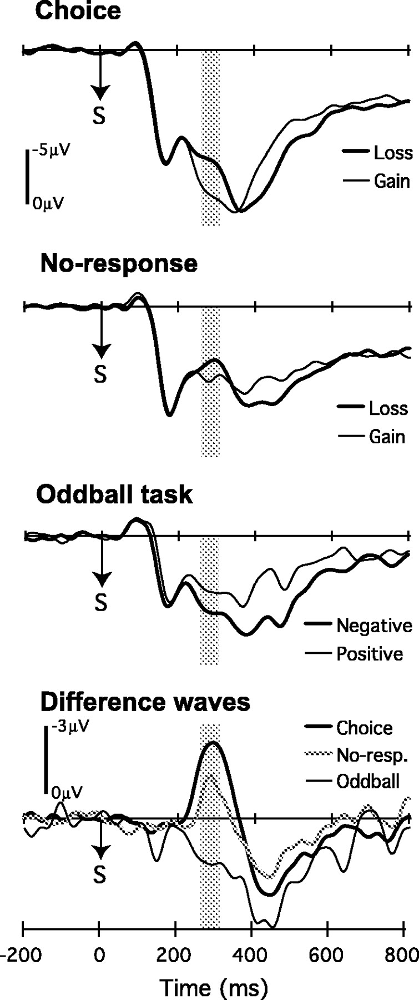 Choice
S
-5μV
0μV
Loss
Gain
No-response
S
Loss
Gain
Oddball task
S
Negative
Positive
Difference waves
-3μV
0μV
Choice
No-resp.
Oddball
S
-200 0 200 400 600 800
Time (ms)